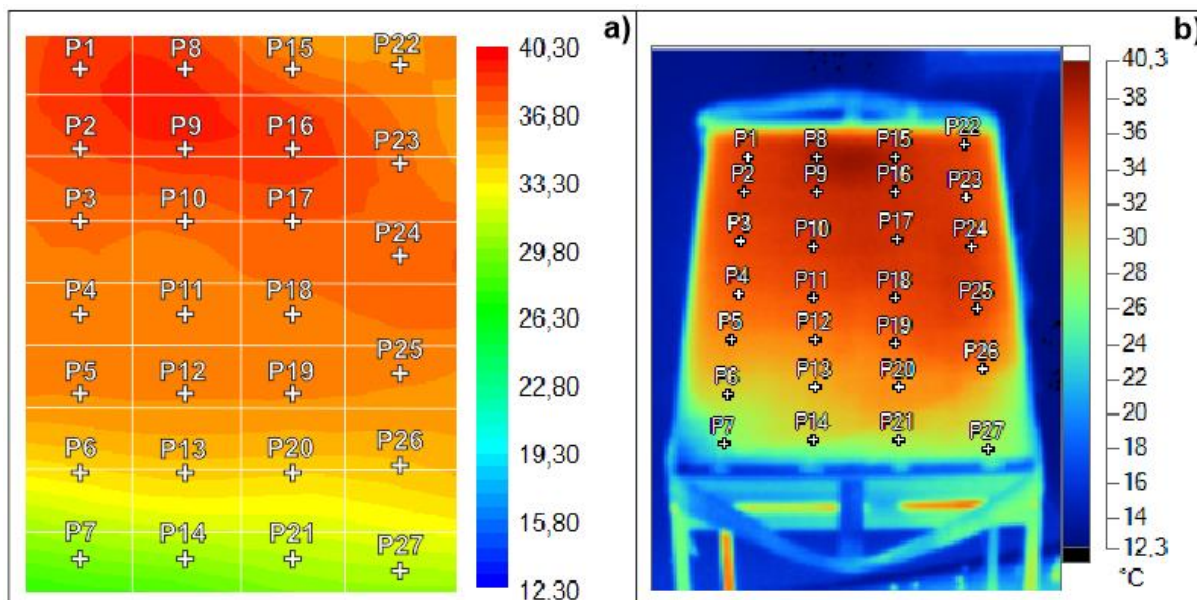 a)
P1 P8 P15 P22
P2 P9 P16 P23
P3 P10 P17 P24
P4 P11 P18 P25
P5 P12 P19 P26
P6 P13 P20 P27
P7 P14 P21
40,30
36,80
33,30
29,80
26,30
22,80
19,30
15,80
12,30
b)
P1 P8 P15 P22
P2 P9 P16 P23
P3 P10 P17 P24
P4 P11 P18 P25
P5 P12 P19 P26
P6 P13 P20
P7 P14 P21 P27
40,3
38
36
34
32
30
28
26
24
22
20
18
16
14
12,3
°C